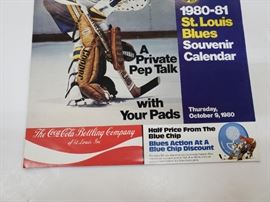 1980-81
St. Louis
Blues
Souvenir
Calendar
A
Private
Pep Talk
with
Your Pads
Thursday,
October 9, 1980
The Coca-Cola Bottling Company
of St. Louis
Half Price From The
Blue Chip
Blues Action At A
Blue Chip Discount